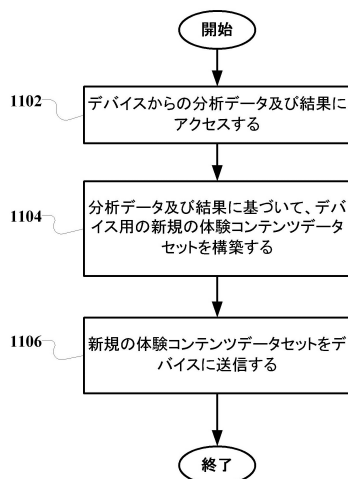 開始
1102
デバイスからの分析データ及び結果に
アクセスする
1104
分析データ及び結果に基づいて、デバ
イス用の新規の体験コンテンツデータ
セットを構築する
1106
新規の体験コンテンツデータセットをデ
バイスに送信する
終了